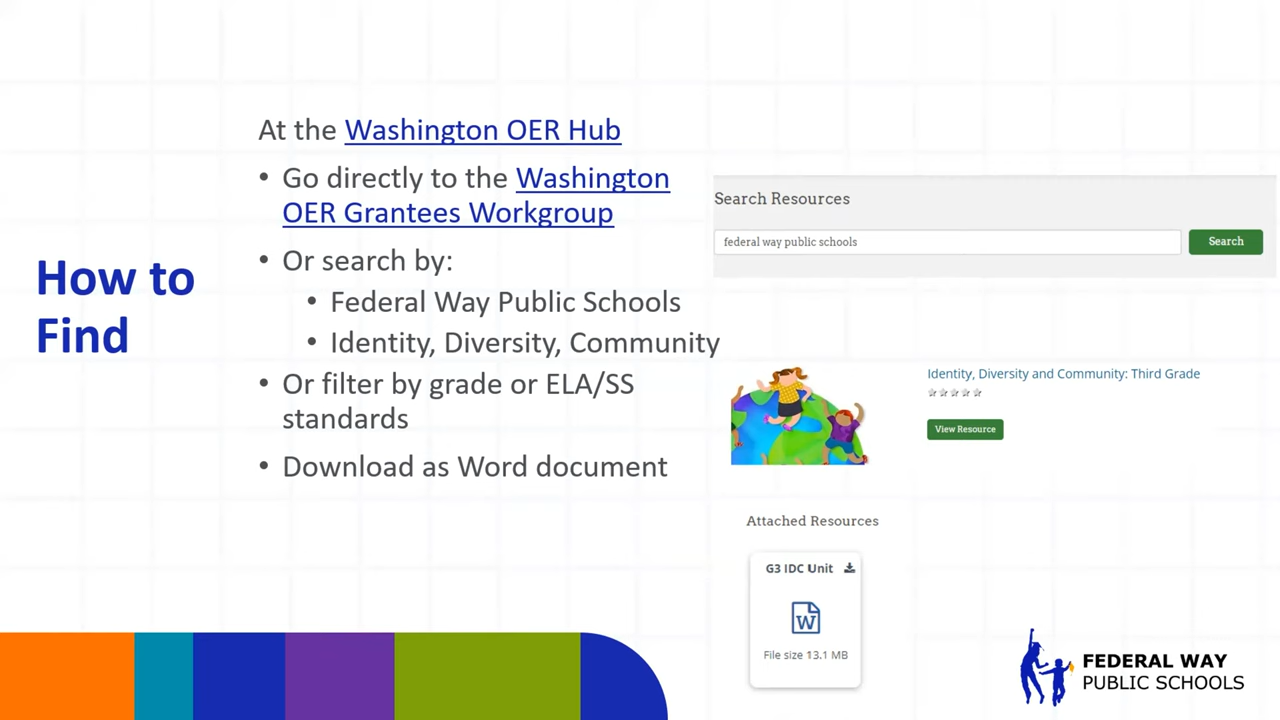 How to
Find
At the Washington OER Hub
• Go directly to the Washington
OER Grantees Workgroup
• Or search by:
• Federal Way Public Schools
• Identity, Diversity, Community
• Or filter by grade or ELA/SS
standards
• Download as Word document
Search Resources
federal way public schools
Search
Identity, Diversity and Community: Third Grade
View Resource
Attached Resources
G3 IDC Unit
W
File size 13.1 MB
FEDERAL WAY
PUBLIC SCHOOLS